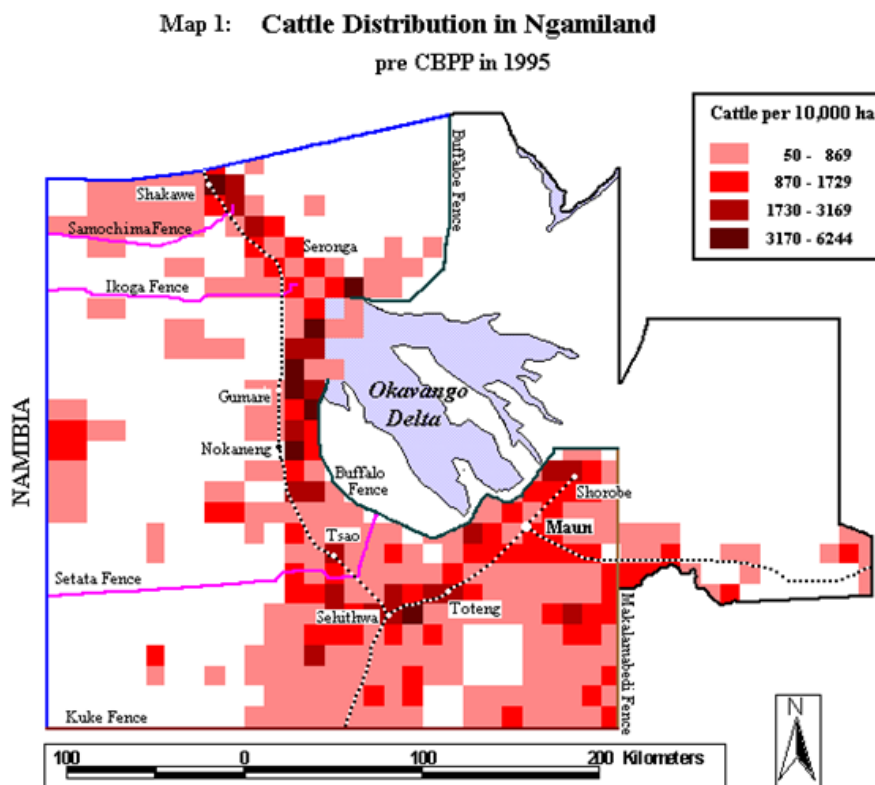 Map 1: Cattle Distribution in Ngamiland
pre CBPP in 1995
Cattle per 10,000 ha
50 - 869
870 - 1729
1730 - 3169
3170 - 6244
Buffaloe Fence
Shakawe
Samochima Fence
Seronga
Ikoga Fence
NAMIBIA
Okavango
Delta
Gumare
Nokaneng
Buffalo
Fence
Shorobe
Maun
Tsao
Setata Fence
Sehithwa
Toteng
Makalamabedi Fence
Kuke Fence
N
100 0 100 200 Kilometers